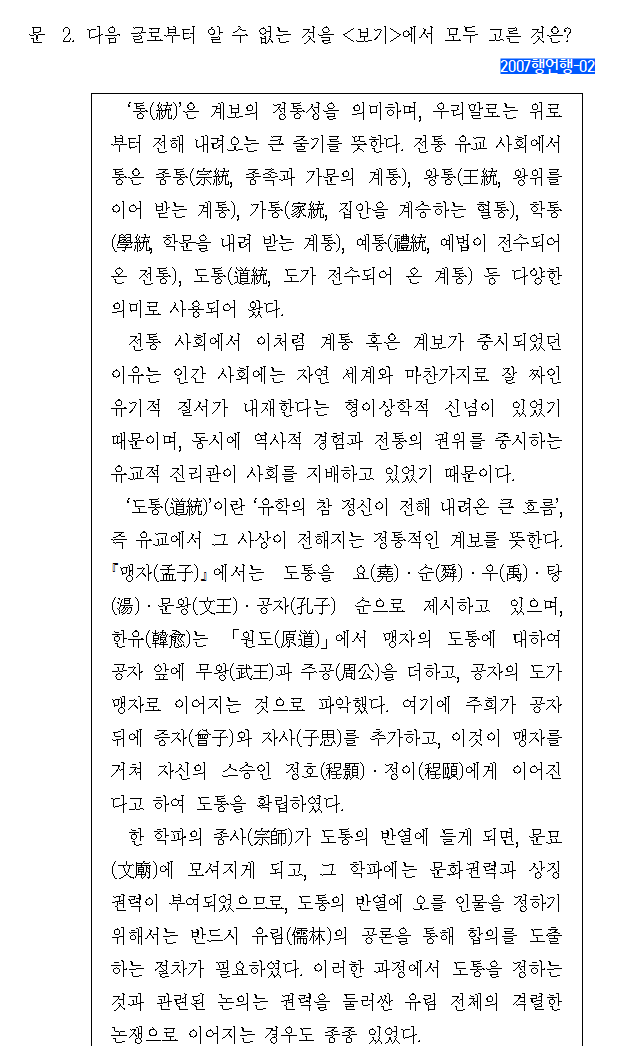 문 2. 다음 글로부터 알 수 없는 것을 <보기>에서 모두 고른 것은?
2007행언행-02
‘통(統)’은 계보의 정통성을 의미하며, 우리말로는 위로
부터 전해 내려오는 큰 줄기를 뜻한다. 전통 유교 사회에서
통은 종통(宗統, 종족과 가문의 계통), 왕통(王統, 왕위를
이어 받는 계통), 가통(家統, 집안을 계승하는 혈통), 학통
(學統, 학문을 내려 받는 계통), 예통(禮統, 예법이 전수되어
온 전통), 도통(道統, 도가 전수되어 온 계통) 등 다양한
의미로 사용되어 왔다.
전통 사회에서 이처럼 계통 혹은 계보가 중시되었던
이유는 인간 사회에는 자연 세계와 마찬가지로 잘 짜인
유기적 질서가 내재한다는 형이상학적 신념이 있었기
때문이며, 동시에 역사적 경험과 전통의 권위를 중시하는
유교적 진리관이 사회를 지배하고 있었기 때문이다.
‘도통(道統)’이란 ‘유학의 참 정신이 전해 내려온 큰 흐름’,
즉 유교에서 그 사상이 전해지는 정통적인 계보를 뜻한다.
『맹자(孟子)』에서는 도통을 요(堯)·순(舜)·우(禹)·탕
(湯)·문왕(文王)·공자(孔子) 순으로 제시하고 있으며,
한유(韓愈)는 「원도(原道)」에서 맹자의 도통에 대하여
공자 앞에 무왕(武王)과 주공(周公)을 더하고, 공자의 도가
맹자로 이어지는 것으로 파악했다. 여기에 주희가 공자
뒤에 증자(曾子)와 자사(子思)를 추가하고, 이것이 맹자를
거쳐 자신의 스승인 정호(程顥)·정이(程頤)에게 이어진
다고 하여 도통을 확립하였다.
한 학파의 종사(宗師)가 도통의 반열에 들게 되면, 문묘
(文廟)에 모셔지게 되고, 그 학파에는 문화권력과 상징
권력이 부여되었으므로, 도통의 반열에 오를 인물을 정하기
위해서는 반드시 유림(儒林)의 공론을 통해 합의를 도출
하는 절차가 필요하였다. 이러한 과정에서 도통을 정하는
것과 관련된 논의는 권력을 둘러싼 유림 전체의 격렬한
논쟁으로 이어지는 경우도 종종 있었다.